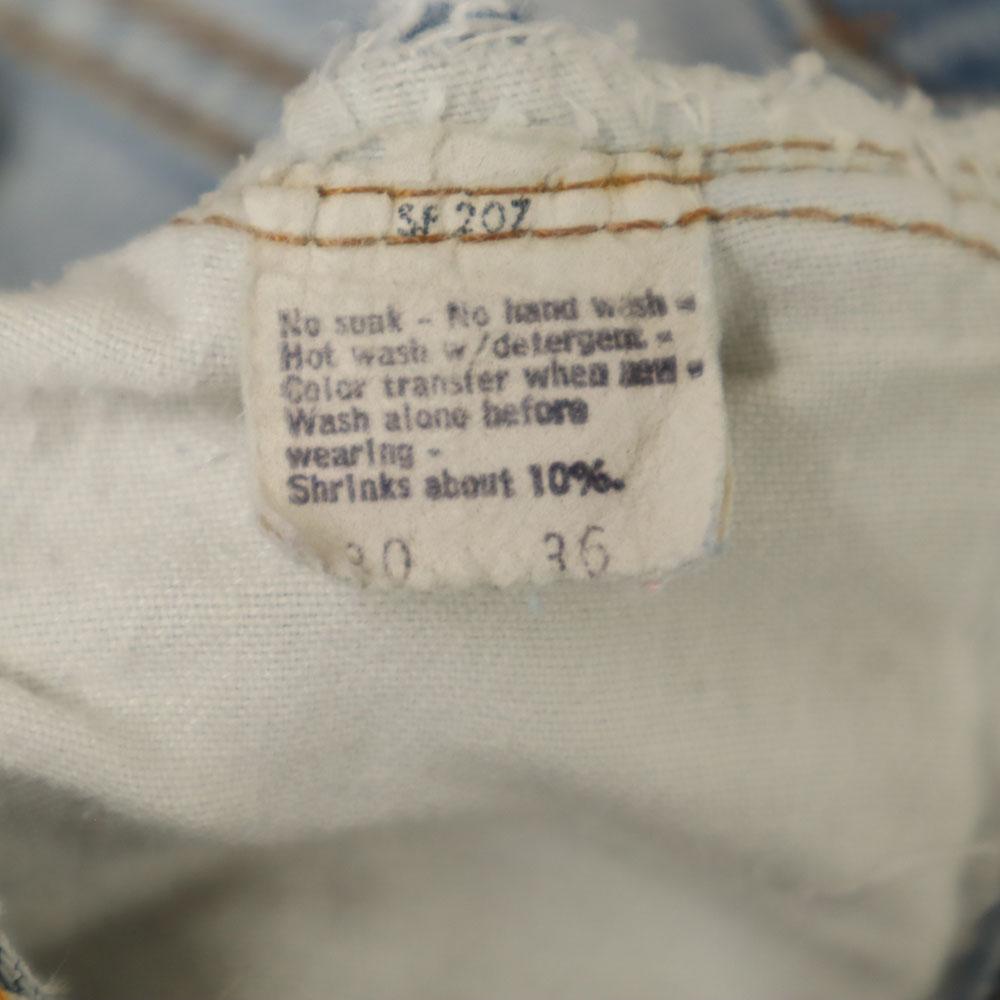 SF 207
No soak - No hand wash -
Hot wash w/detergent -
Color transfer when new -
Wash alone before
wearing -
Shrinks about 10%.
30 36